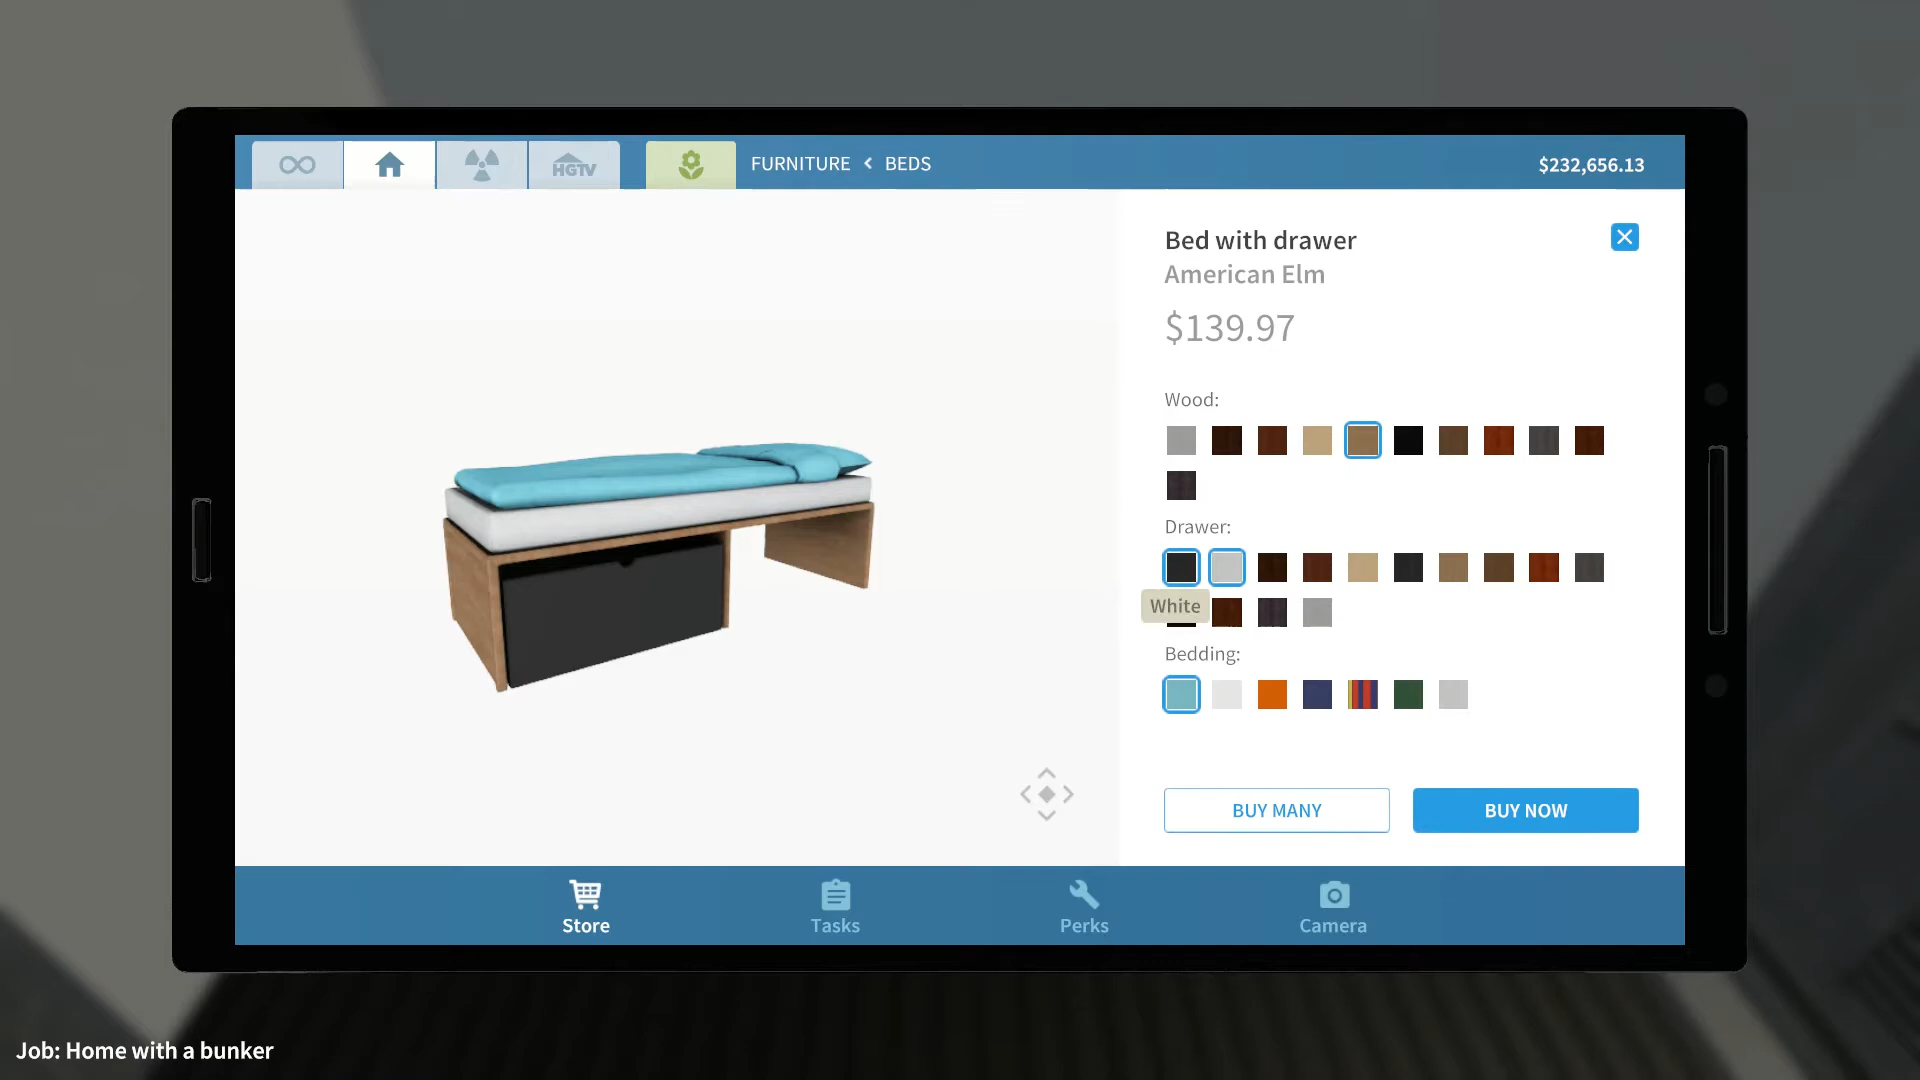 HGTV
FURNITURE < BEDS
$232,656.13
Bed with drawer
American Elm
$139.97
Wood:
Drawer:
White
Bedding:
BUY MANY
BUY NOW
Store
Tasks
Perks
Camera
Job: Home with a bunker